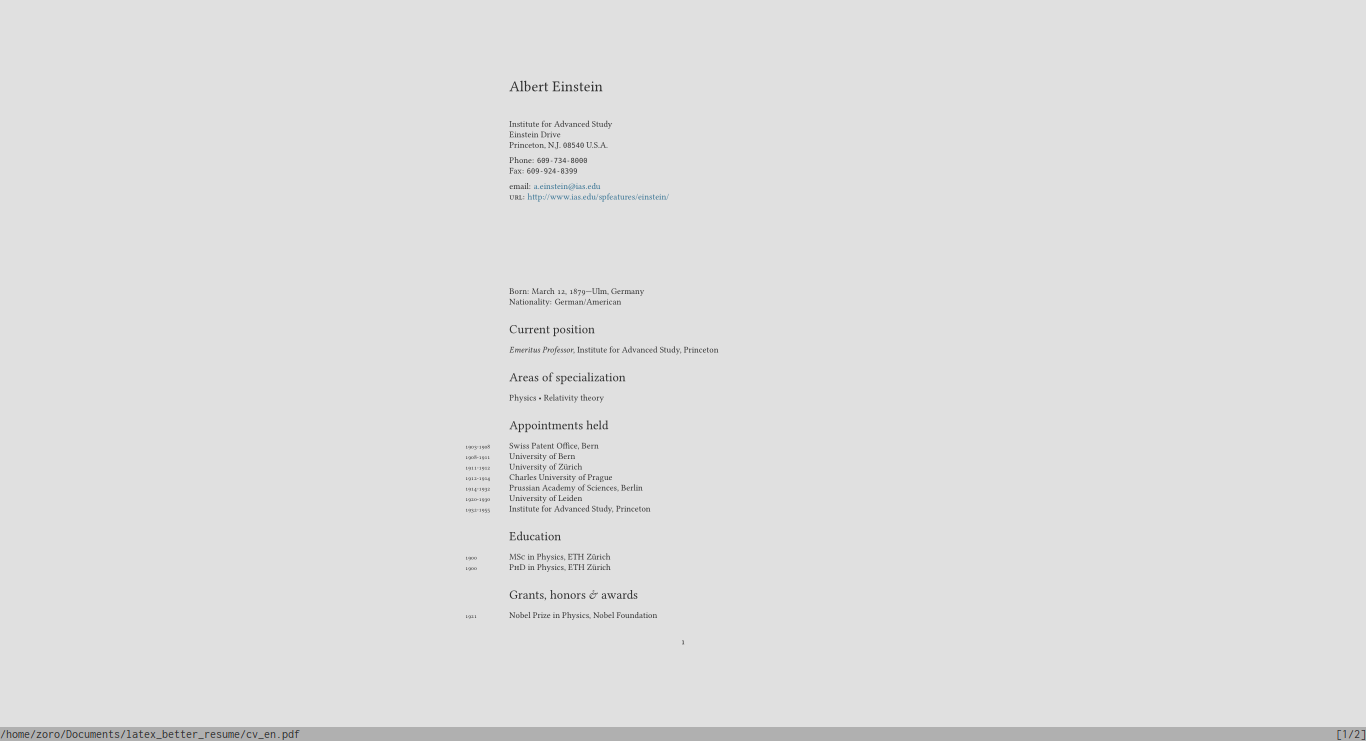 Albert Einstein
Institute for Advanced Study
Einstein Drive
Princeton, N.J. 08540 U.S.A.
Phone: 609-734-8000
Fax: 609-924-8399
email: a.einstein@ias.edu
URL: http://www.ias.edu/spfeatures/einstein/
Born: March 12, 1879—Ulm, Germany
Nationality: German/American
Current position
Emeritus Professor, Institute for Advanced Study, Princeton
Areas of specialization
Physics • Relativity theory
Appointments held
1903-1908 Swiss Patent Office, Bern
1908-1911 University of Bern
1911-1912 University of Zürich
1912-1914 Charles University of Prague
1914-1932 Prussian Academy of Sciences, Berlin
1920-1930 University of Leiden
1932-1955 Institute for Advanced Study, Princeton
Education
1900 MSc in Physics, ETH Zürich
1900 PhD in Physics, ETH Zürich
Grants, honors & awards
1921 Nobel Prize in Physics, Nobel Foundation
1
/home/zoro/Documents/latex_better_resume/cv_en.pdf [1/2]